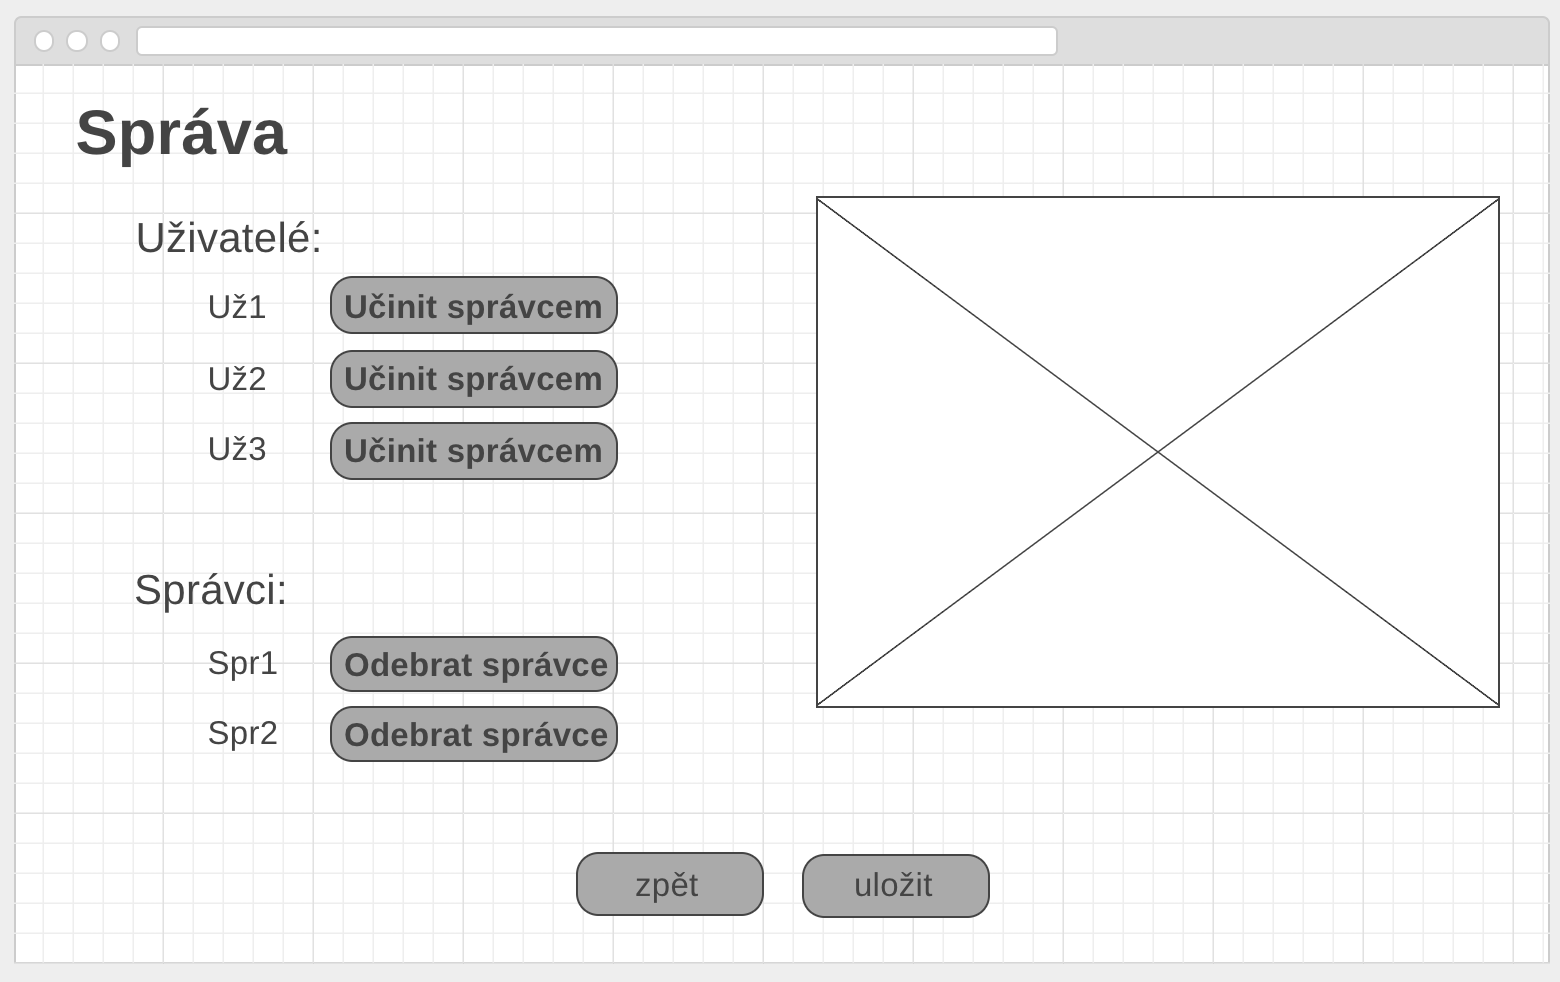 Správa
Uživatelé:
Už1 Učinit správcem
Už2 Učinit správcem
Už3 Učinit správcem
Správci:
Spr1 Odebrat správce
Spr2 Odebrat správce
zpět uložit